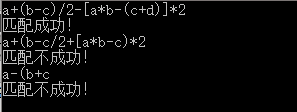 a+(b-c)/2-[a*b-(c+d)]*2
匹配成功!
a+(b-c/2+[a*b-c)*2
匹配不成功!
a-(b+c
匹配不成功!